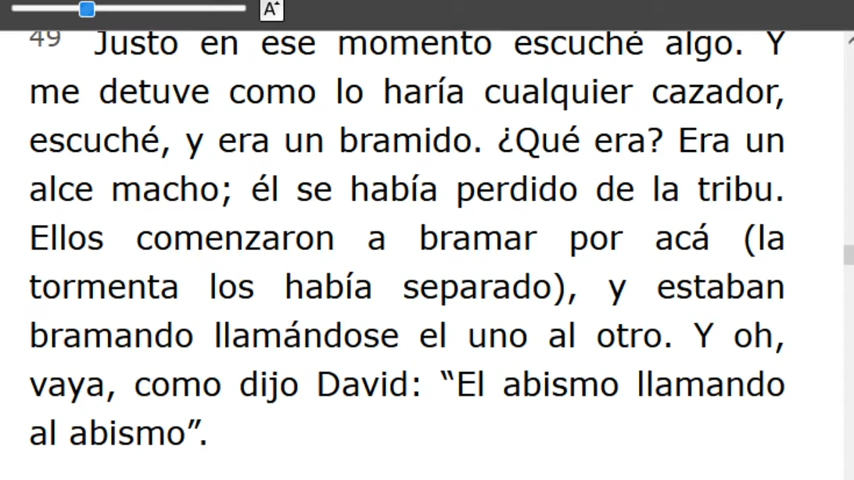 A
49 Justo en ese momento escuché algo. Y
me detuve como lo haría cualquier cazador,
escuché, y era un bramido. ¿Qué era? Era un
alce macho; él se había perdido de la tribu.
Ellos comenzaron a bramar por acá (la
tormenta los había separado), y estaban
bramando llamándose el uno al otro. Y oh,
vaya, como dijo David: “El abismo llamando
al abismo”.